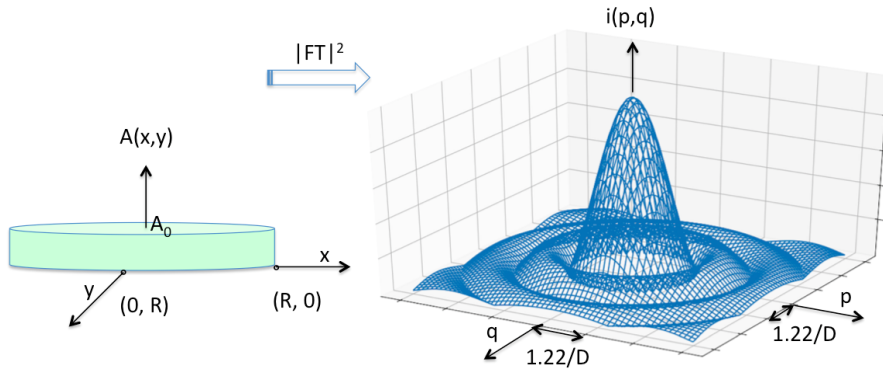 i(p,q)
|FT|²
A(x,y)
A₀
x
y
(0, R)
(R, 0)
p
q
1.22/D
1.22/D